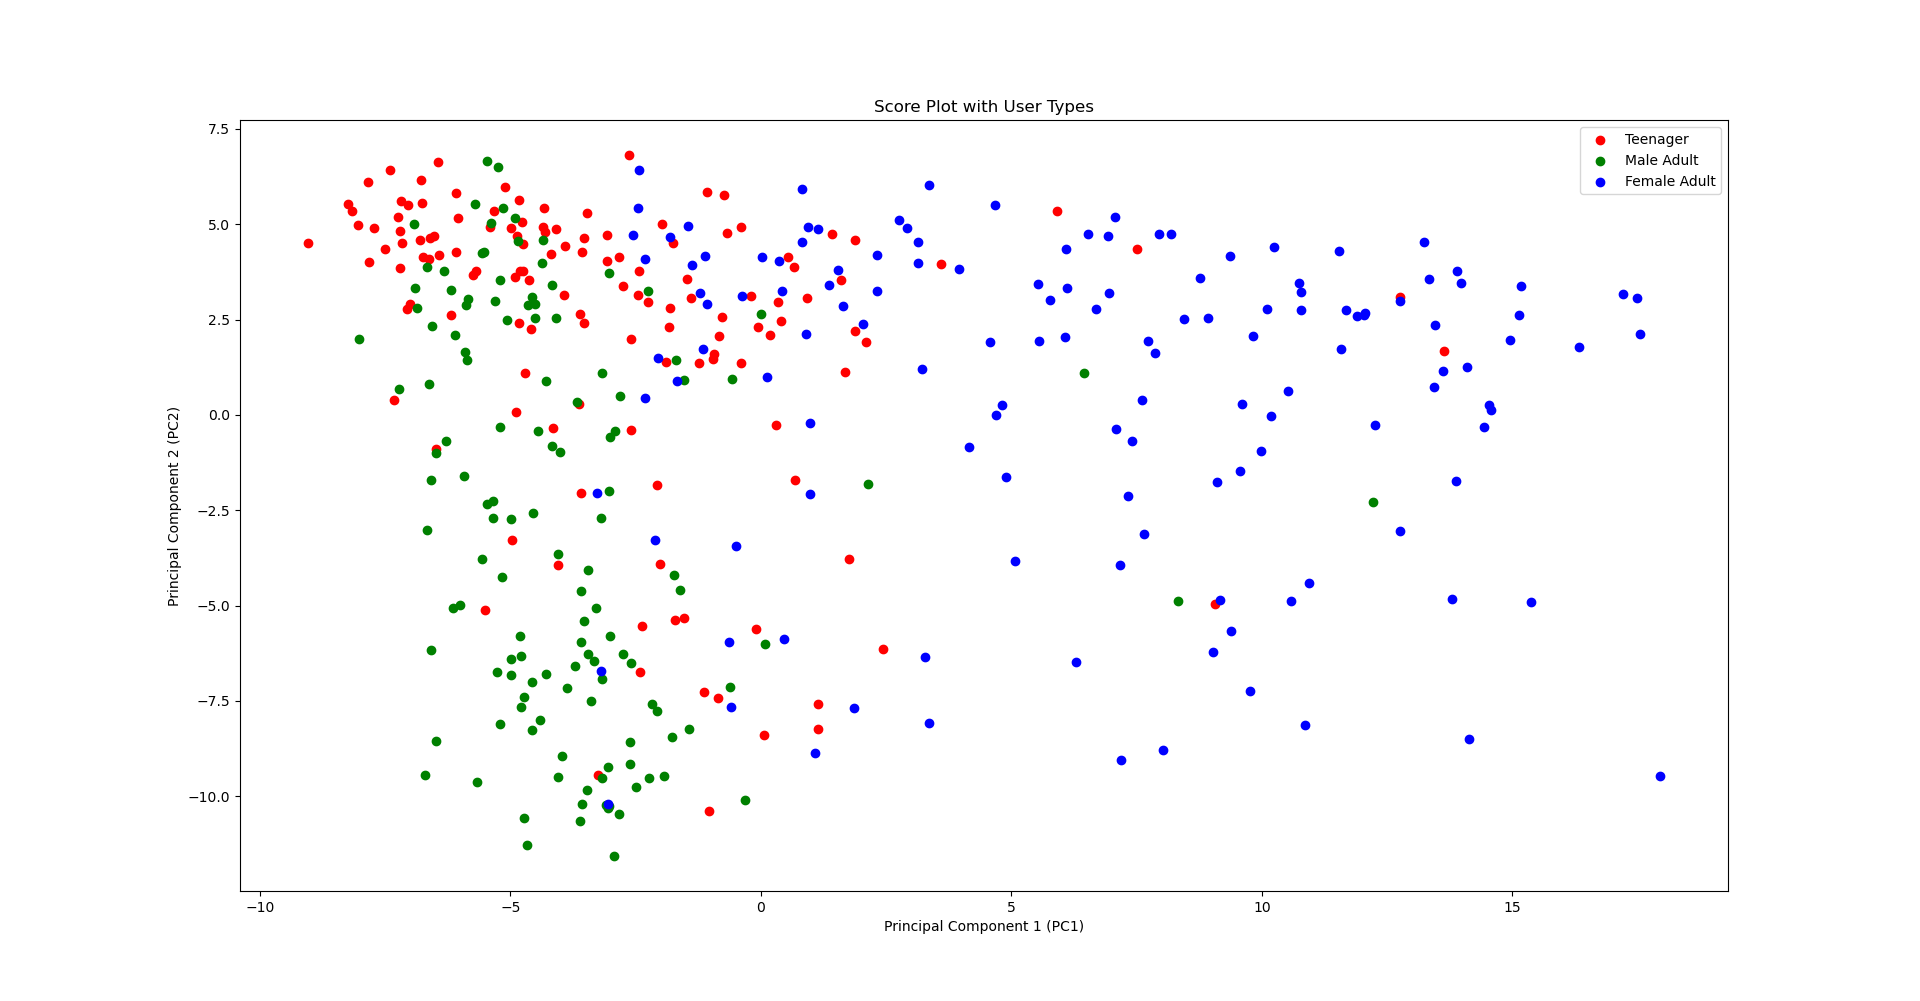 Score Plot with User Types
7.5
5.0
2.5
0.0
−2.5
−5.0
−7.5
−10.0
Principal Component 2 (PC2)
Teenager
Male Adult
Female Adult
−10
−5
0
5
10
15
Principal Component 1 (PC1)